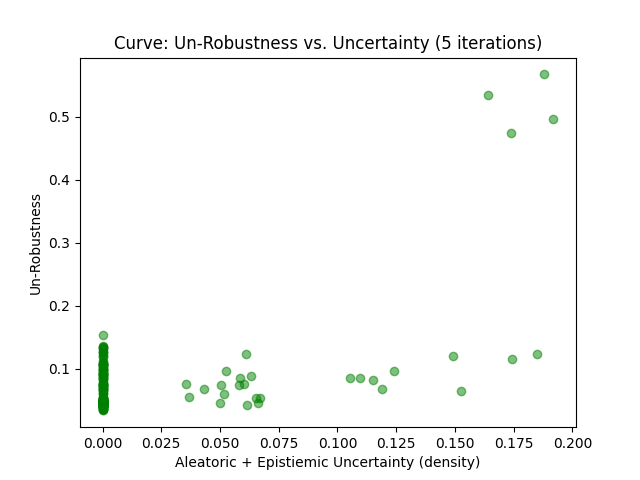 Curve: Un-Robustness vs. Uncertainty (5 iterations)
Un-Robustness
0.5
0.4
0.3
0.2
0.1
0.000 0.025 0.050 0.075 0.100 0.125 0.150 0.175 0.200
Aleatoric + Epistiemic Uncertainty (density)